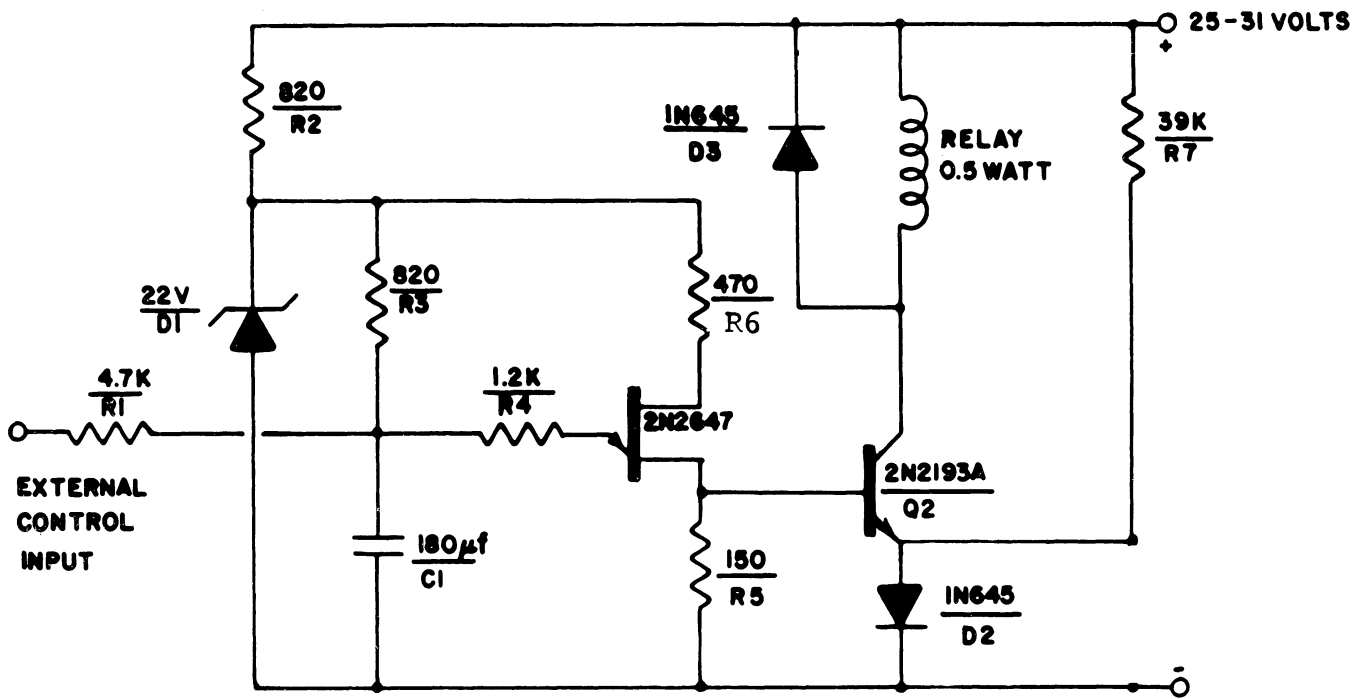 25-31 VOLTS
+
820
R2
1N645
D3
RELAY
0.5 WATT
39K
R7
22V
D1
820
R3
470
R6
4.7K
R1
1.2K
R4
2N2647
EXTERNAL
CONTROL
INPUT
2N2193A
Q2
180μf
C1
150
R5
1N645
D2
-